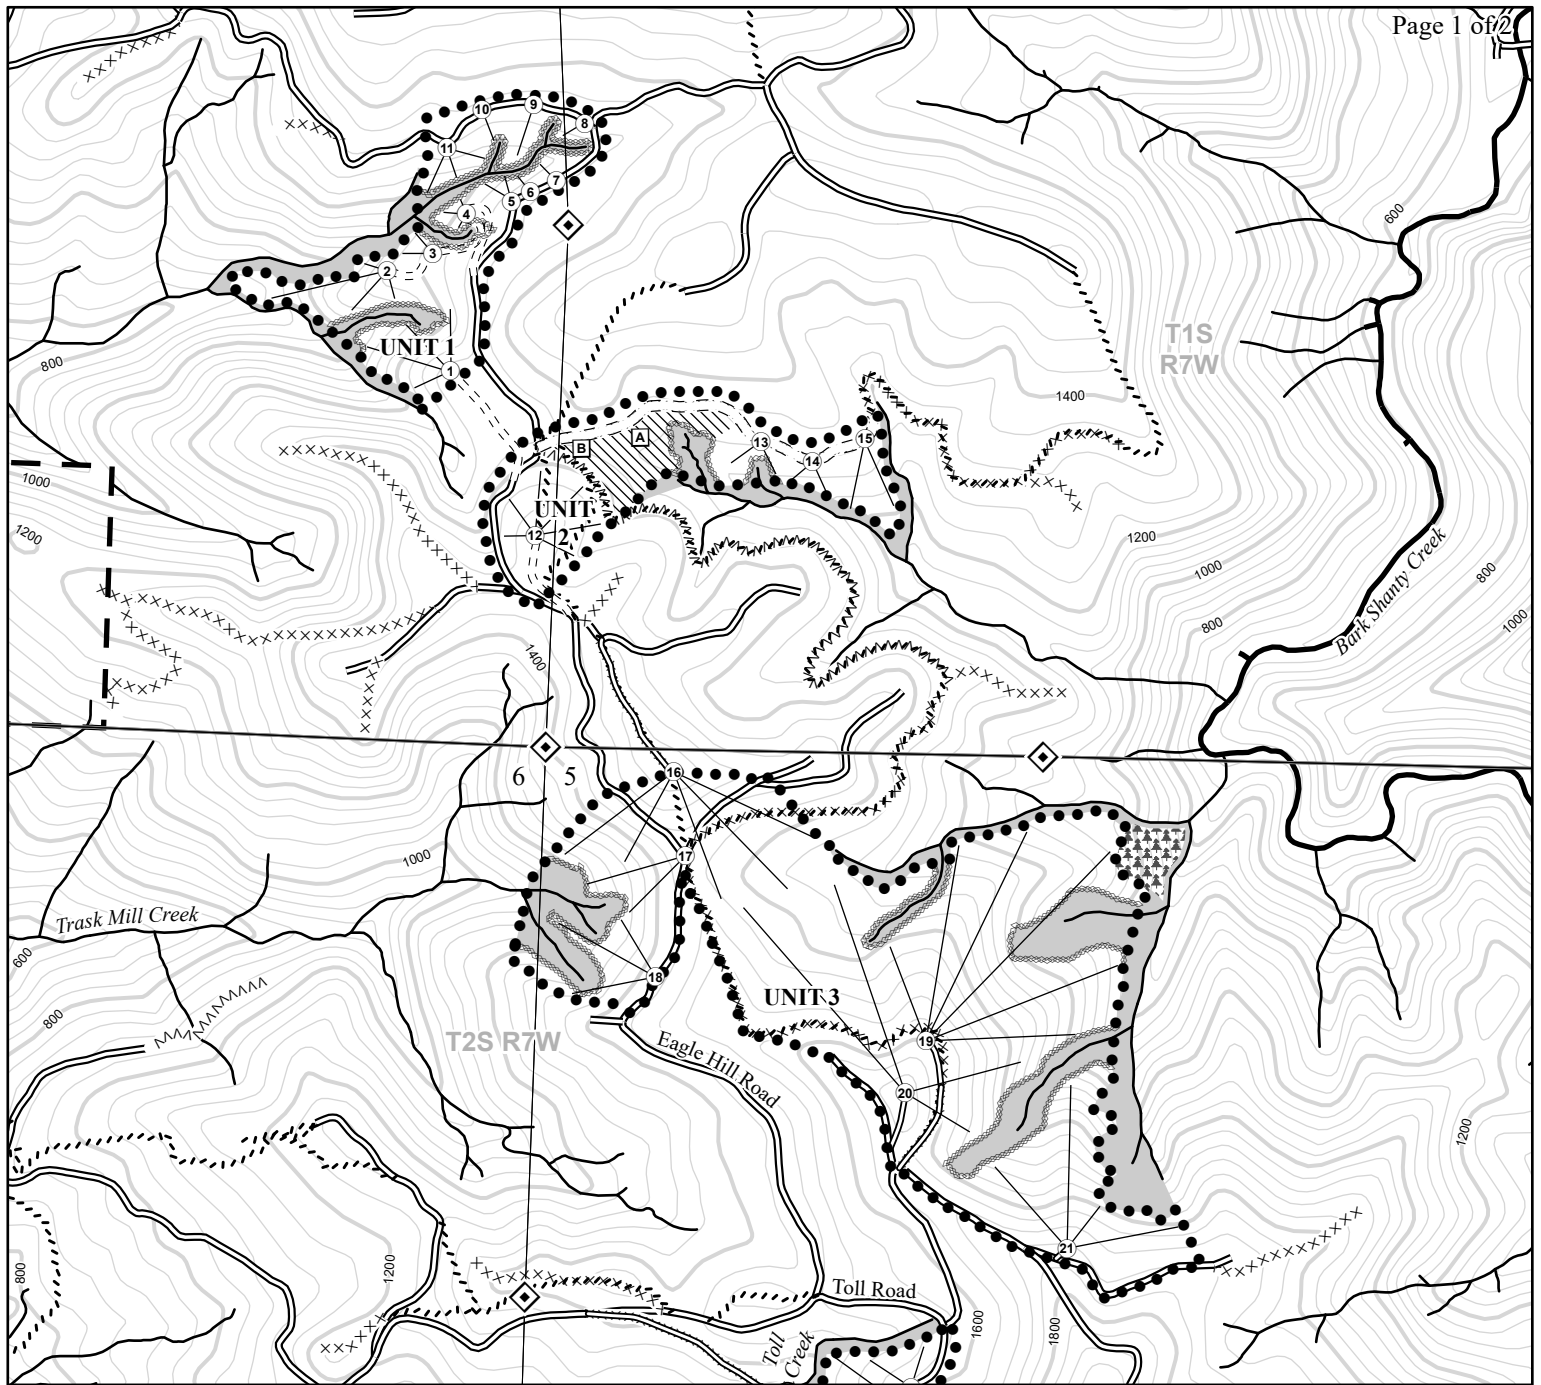 Page 1 of 2
10
9
8
11
7
6
5
4
3
2
600
T1S
R7W
UNIT 1
800
1
1400
A
B
13
15
14
1000
UNIT
2
12
1200
1200
1000
800
800
1000
Bark Shanty Creek
1400
6
5
16
17
1000
Trask Mill Creek
600
18
UNIT 3
800
T2S R7W
Eagle Hill Road
19
20
1200
21
1200
800
Toll Road
Toll
Creek
1600
1800